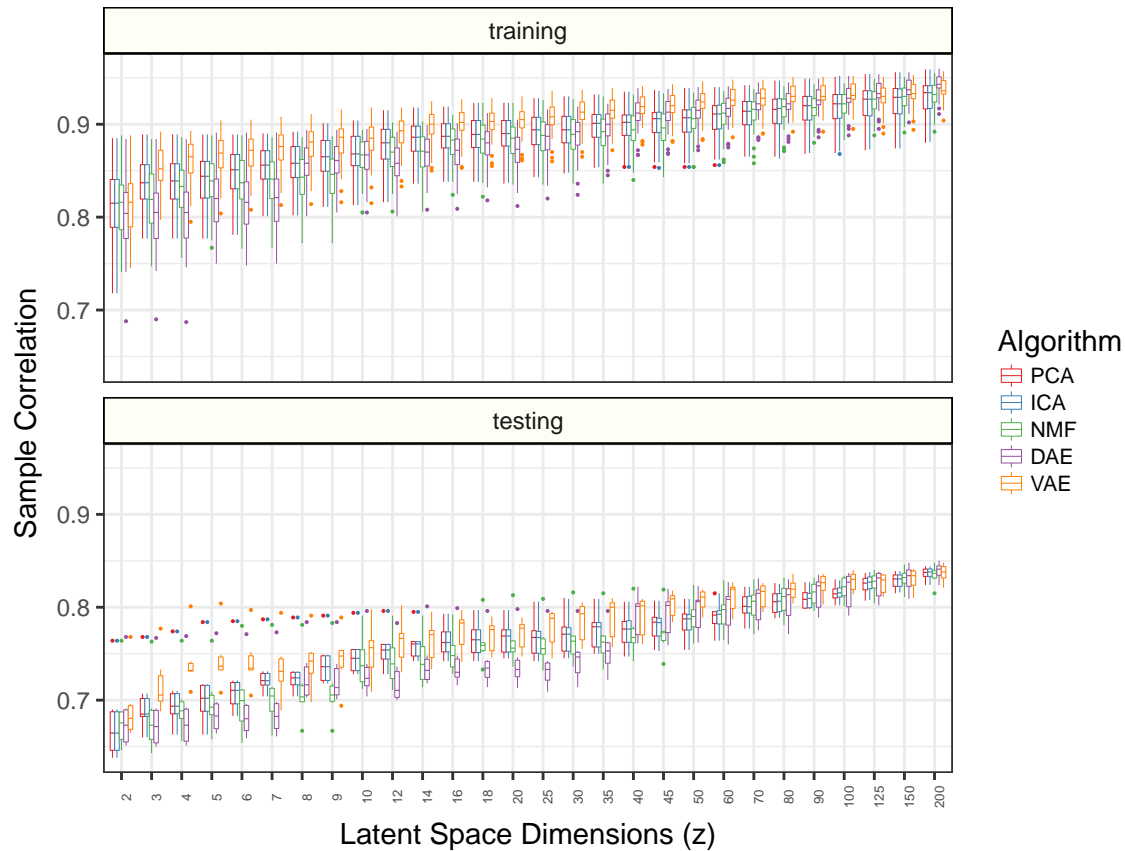 training
0.9
0.8
0.7
testing
0.9
0.8
0.7
Sample Correlation
2 3 4 5 6 7 8 9 10 12 14 16 18 20 25 30 35 40 45 50 60 70 80 90 100 125 150 200
Latent Space Dimensions (z)
Algorithm
PCA
ICA
NMF
DAE
VAE